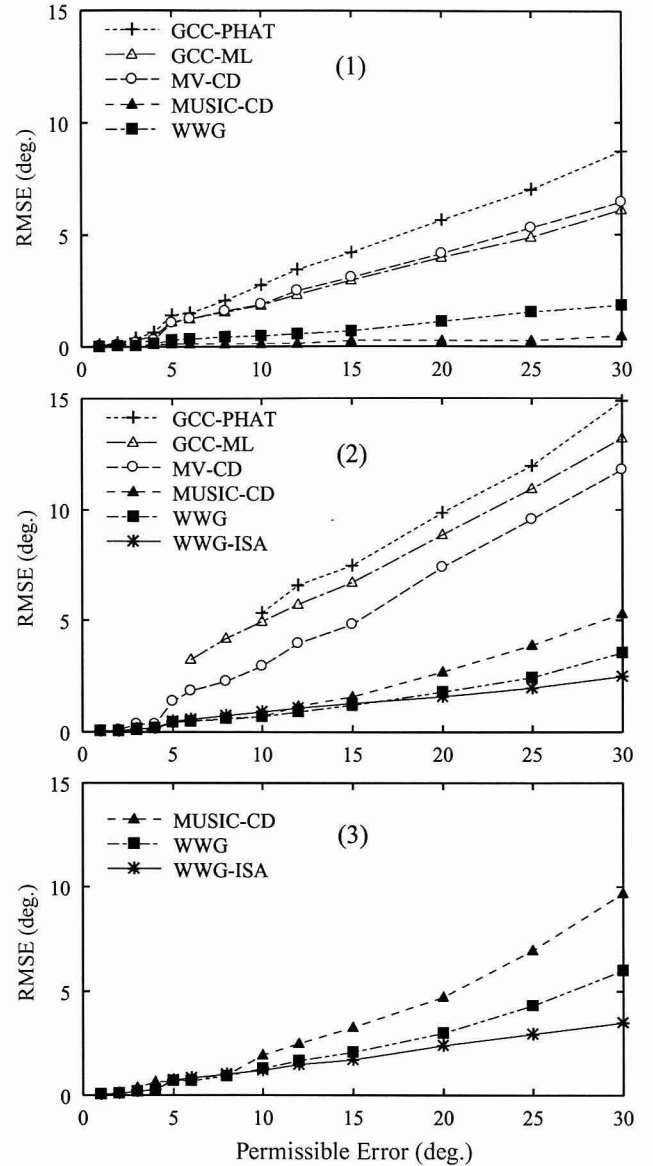 15
GCC-PHAT
GCC-ML
(1)
MV-CD
MUSIC-CD
10
WWG
RMSE (deg.)
5
0
0 5 10 15 20 25 30
15
GCC-PHAT
GCC-ML
(2)
MV-CD
MUSIC-CD
10
WWG
WWG-ISA
RMSE (deg.)
5
0
0 5 10 15 20 25 30
15
MUSIC-CD
(3)
WWG
WWG-ISA
10
RMSE (deg.)
5
0
0 5 10 15 20 25 30
Permissible Error (deg.)